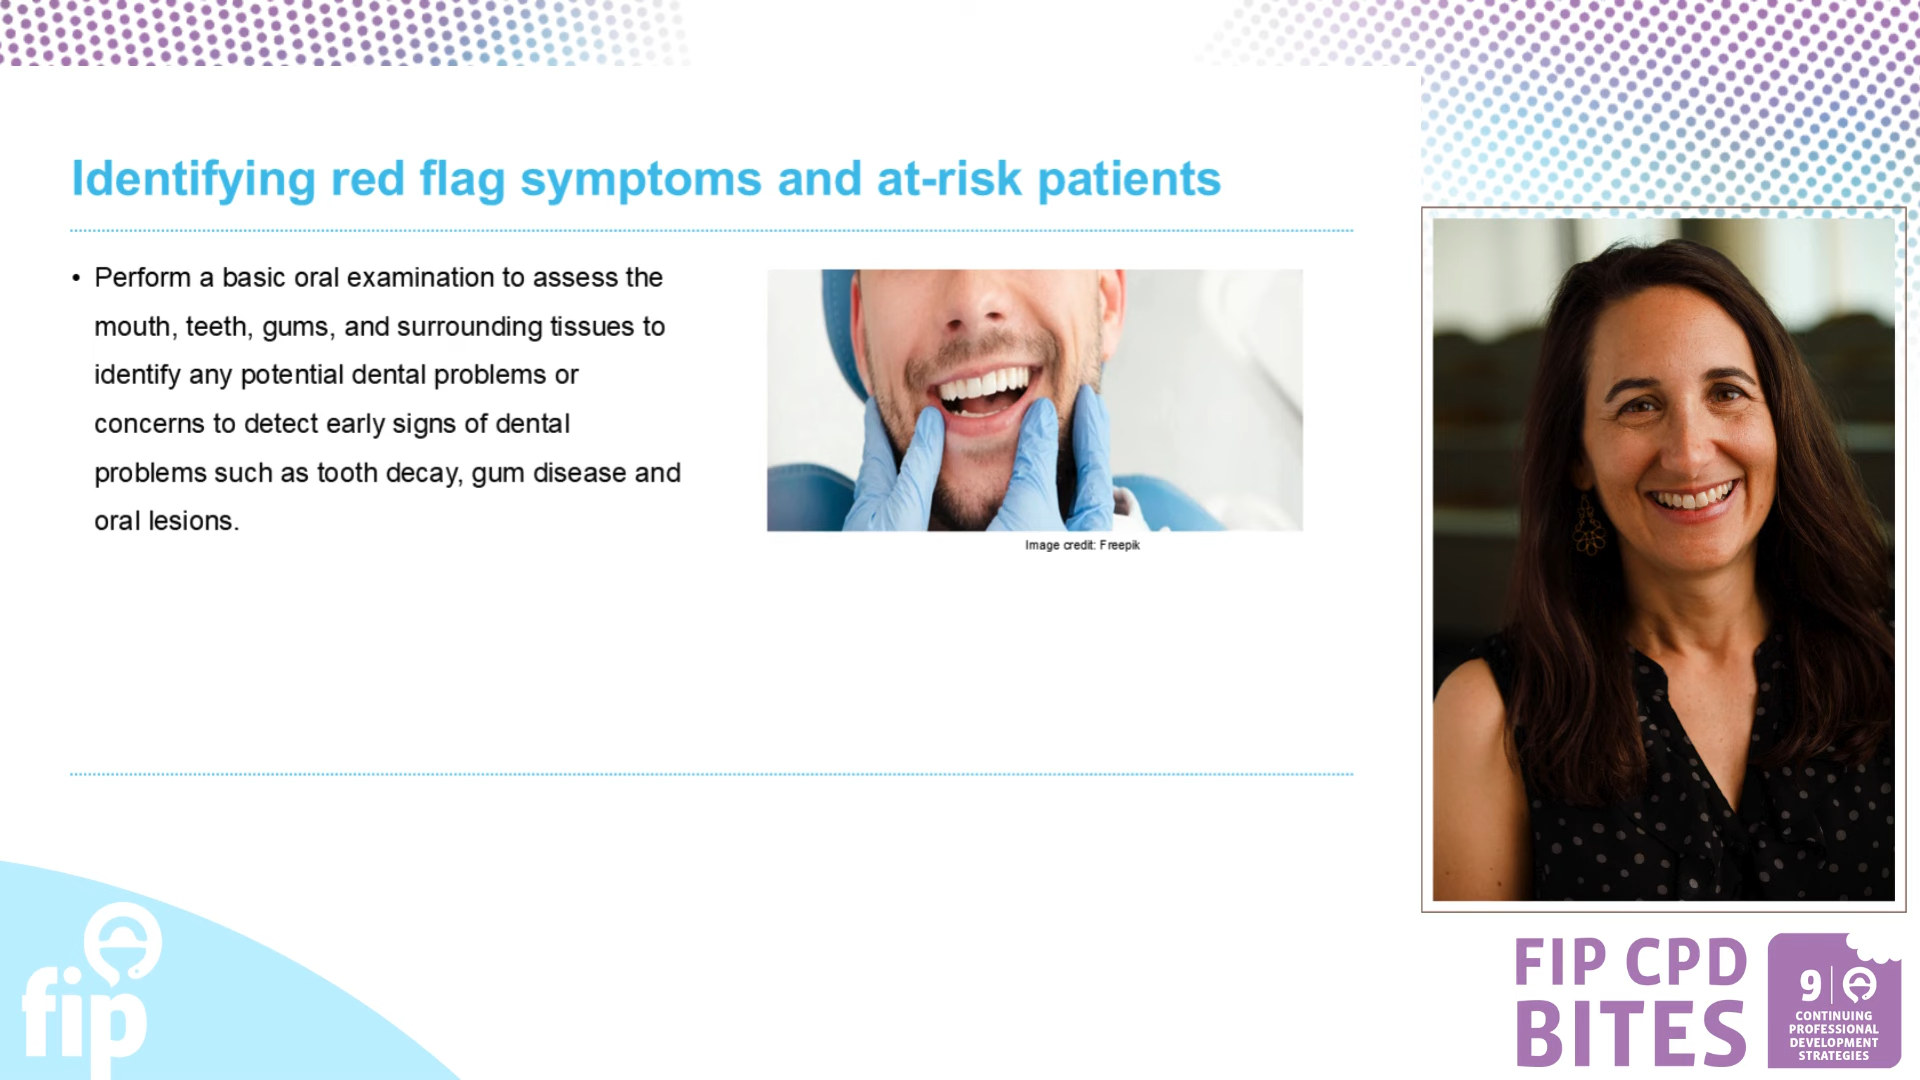 Identifying red flag symptoms and at-risk patients
• Perform a basic oral examination to assess the
mouth, teeth, gums, and surrounding tissues to
identify any potential dental problems or
concerns to detect early signs of dental
problems such as tooth decay, gum disease and
oral lesions.
Image credit: Freepik
fip
FIP CPD
BITES
9
CONTINUING
PROFESSIONAL
DEVELOPMENT
STRATEGIES